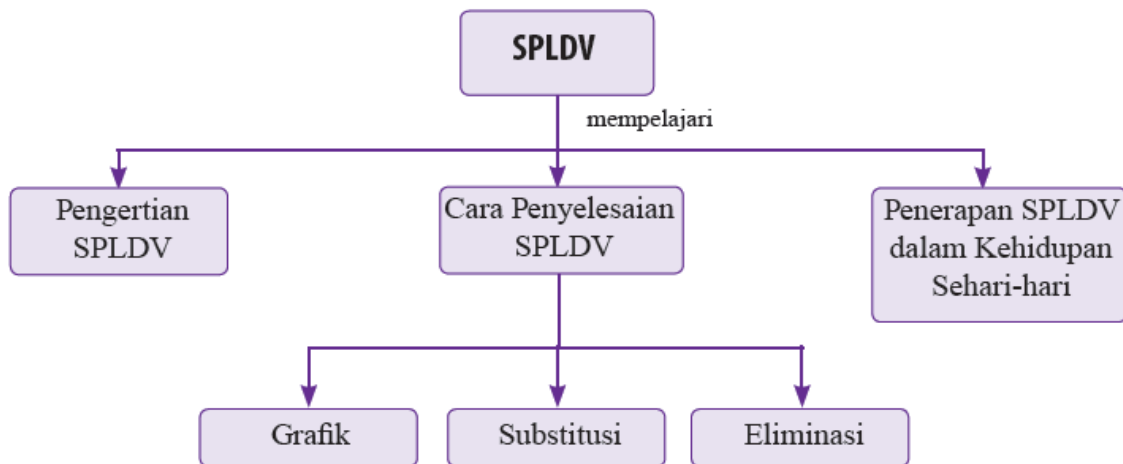 SPLDV
mempelajari
Pengertian
SPLDV
Cara Penyelesaian
SPLDV
Penerapan SPLDV
dalam Kehidupan
Sehari-hari
Grafik
Substitusi
Eliminasi